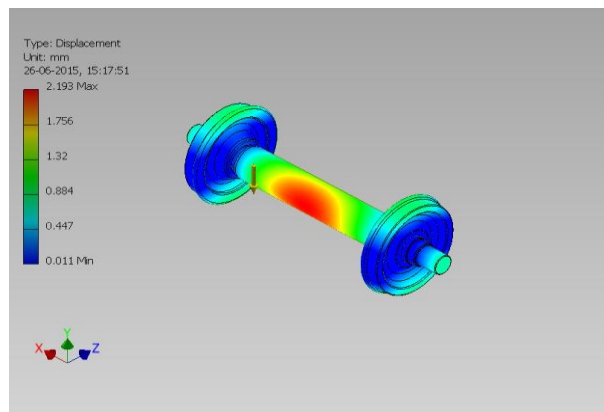 Type: Displacement
Unit: mm
26-06-2015, 15:17:51
2.193 Max
1.756
1.32
0.884
0.447
0.011 Min
Y
X
Z